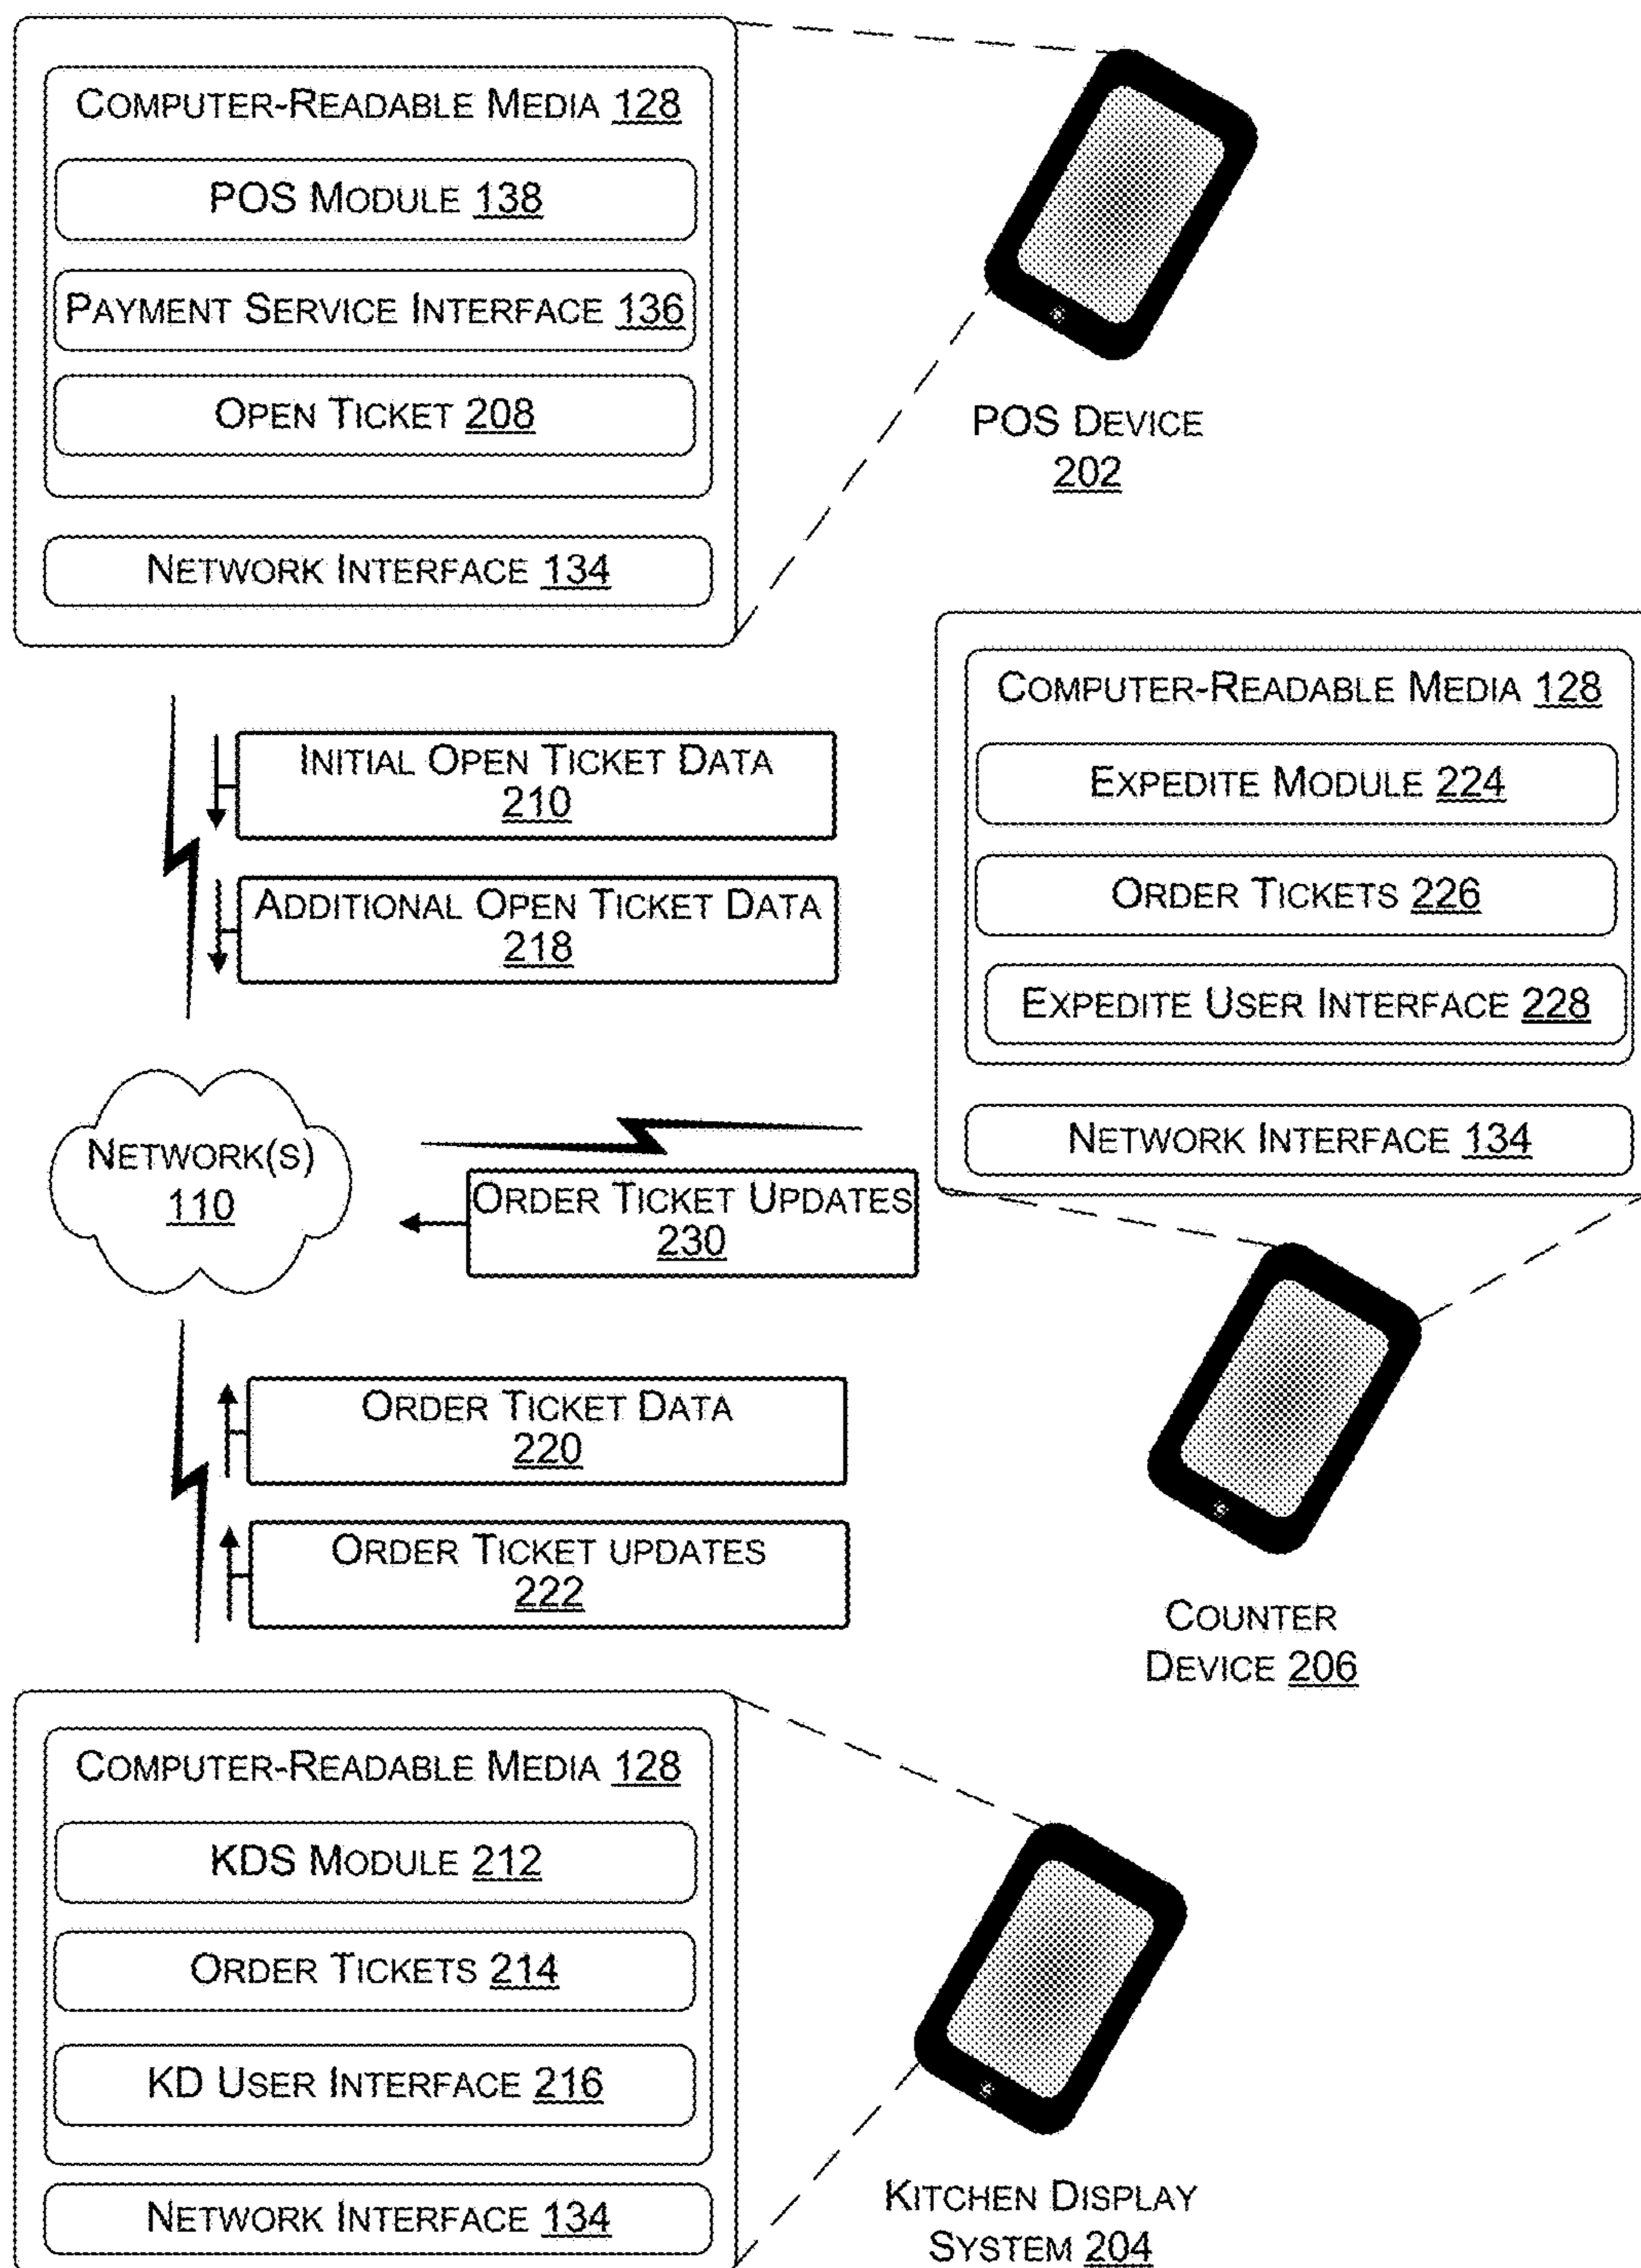 COMPUTER-READABLE MEDIA 128
POS MODULE 138
PAYMENT SERVICE INTERFACE 136
OPEN TICKET 208
NETWORK INTERFACE 134
POS DEVICE
202
INITIAL OPEN TICKET DATA
210
ADDITIONAL OPEN TICKET DATA
218
COMPUTER-READABLE MEDIA 128
EXPEDITE MODULE 224
ORDER TICKETS 226
EXPEDITE USER INTERFACE 228
NETWORK INTERFACE 134
NETWORK(S)
110
ORDER TICKET UPDATES
230
COUNTER
DEVICE 206
ORDER TICKET DATA
220
ORDER TICKET UPDATES
222
COMPUTER-READABLE MEDIA 128
KDS MODULE 212
ORDER TICKETS 214
KD USER INTERFACE 216
NETWORK INTERFACE 134
KITCHEN DISPLAY
SYSTEM 204